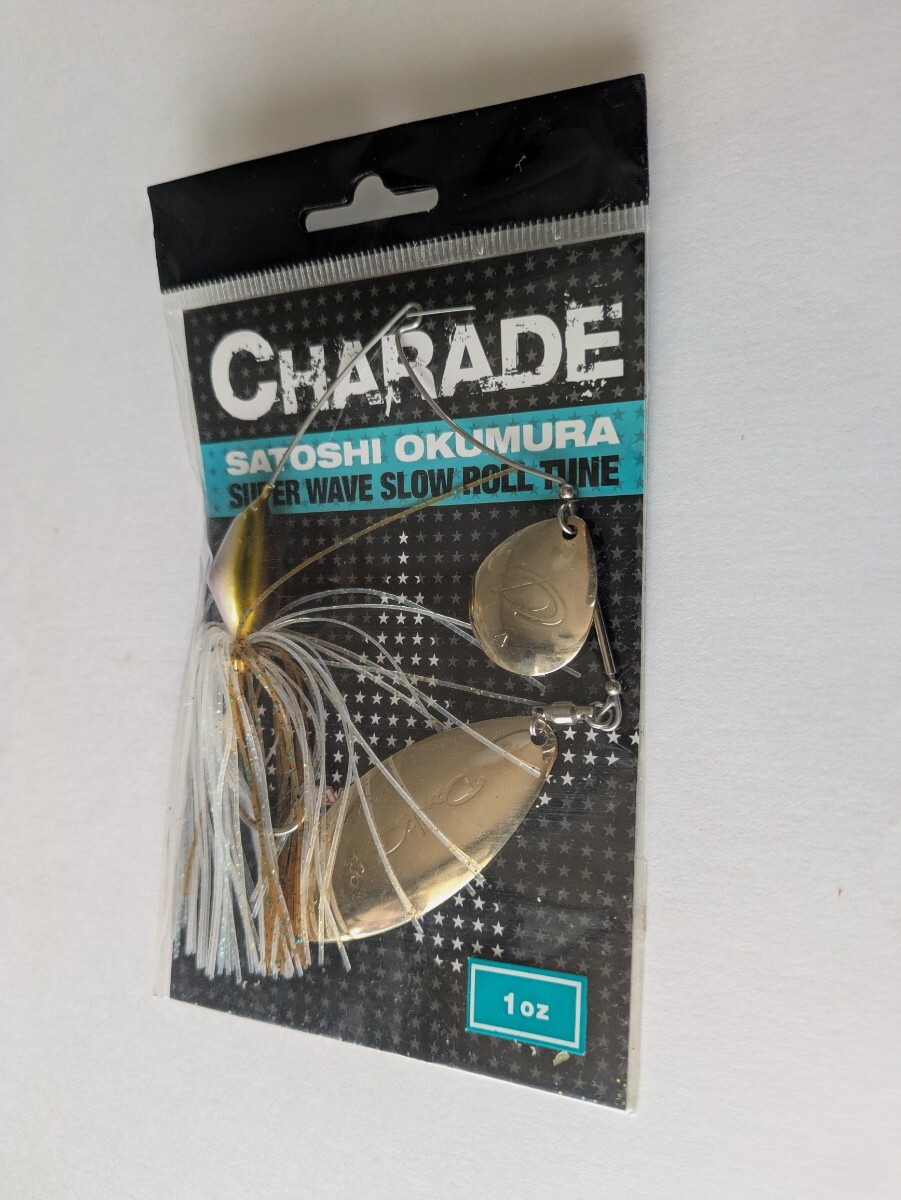 CHARADE
SATOSHI OKUMURA
SUPER WAVE SLOW ROLL TUNE
1oz